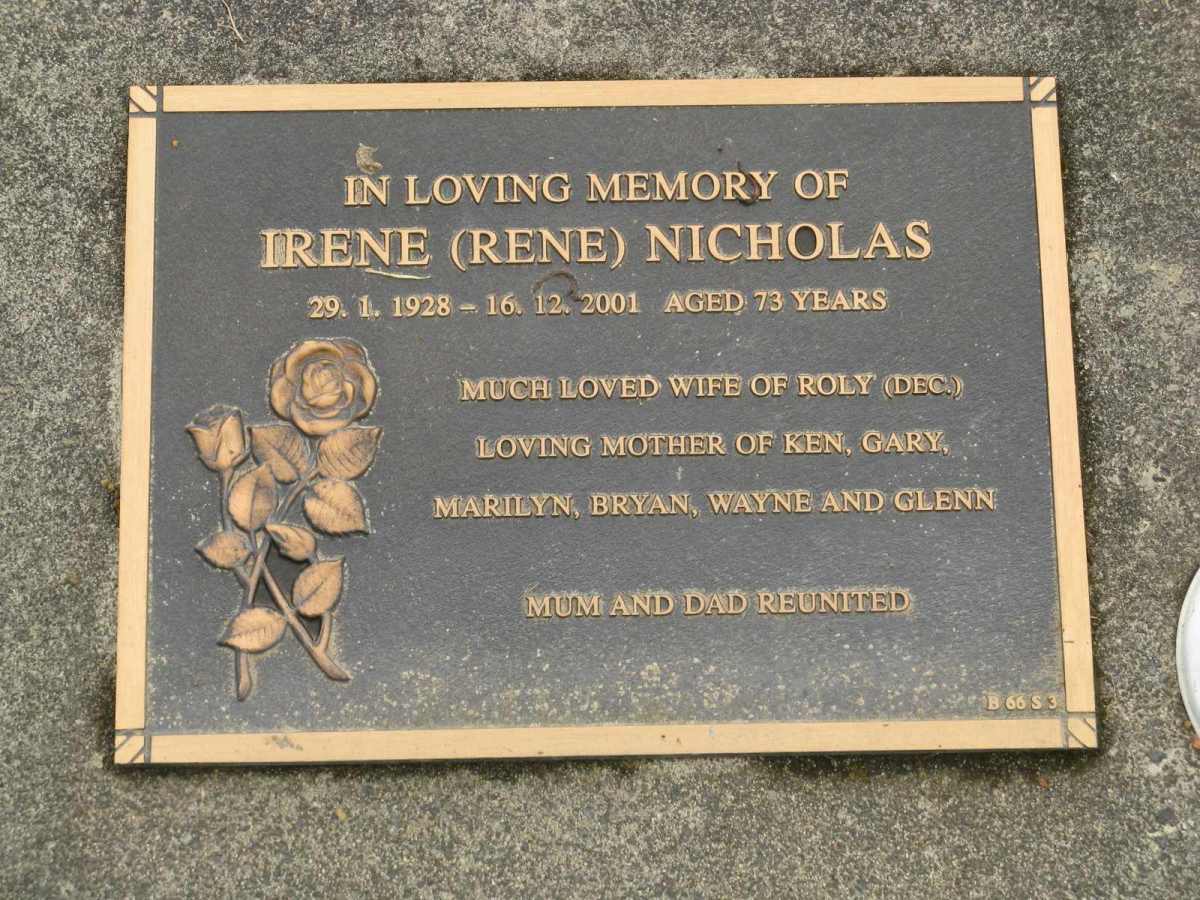 IN LOVING MEMORY OF
IRENE (RENE) NICHOLAS
29. 1. 1928 – 16. 12. 2001 AGED 73 YEARS
MUCH LOVED WIFE OF ROLY (DEC.)
LOVING MOTHER OF KEN, GARY,
MARILYN, BRYAN, WAYNE AND GLENN
MUM AND DAD REUNITED
B 66 S 3